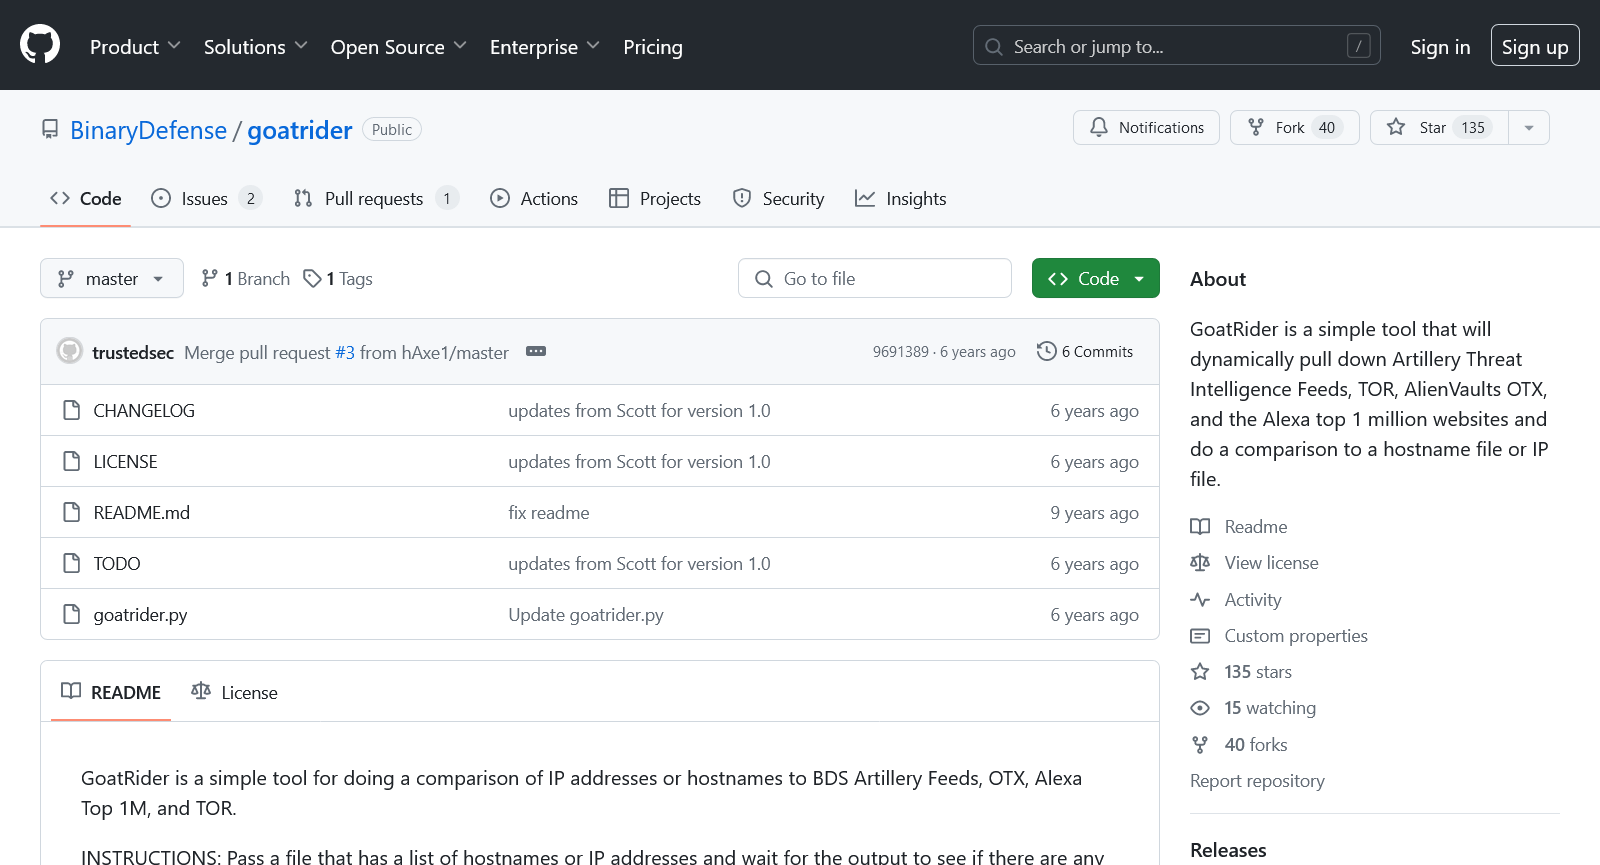 Product Solutions Open Source Enterprise Pricing Search or jump to... / Sign in Sign up
BinaryDefense / goatrider Public Notifications Fork 40 Star 135
Code Issues 2 Pull requests 1 Actions Projects Security Insights
master 1 Branch 1 Tags Go to file Code
trustedsec Merge pull request #3 from hAxe1/master 9691389 · 6 years ago 6 Commits
CHANGELOG updates from Scott for version 1.0 6 years ago
LICENSE updates from Scott for version 1.0 6 years ago
README.md fix readme 9 years ago
TODO updates from Scott for version 1.0 6 years ago
goatrider.py Update goatrider.py 6 years ago
README License
GoatRider is a simple tool for doing a comparison of IP addresses or hostnames to BDS Artillery Feeds, OTX, Alexa
Top 1M, and TOR.
INSTRUCTIONS: Pass a file that has a list of hostnames or IP addresses and wait for the output to see if there are any
About
GoatRider is a simple tool that will
dynamically pull down Artillery Threat
Intelligence Feeds, TOR, AlienVaults OTX,
and the Alexa top 1 million websites and
do a comparison to a hostname file or IP
file.
Readme
View license
Activity
Custom properties
135 stars
15 watching
40 forks
Report repository
Releases